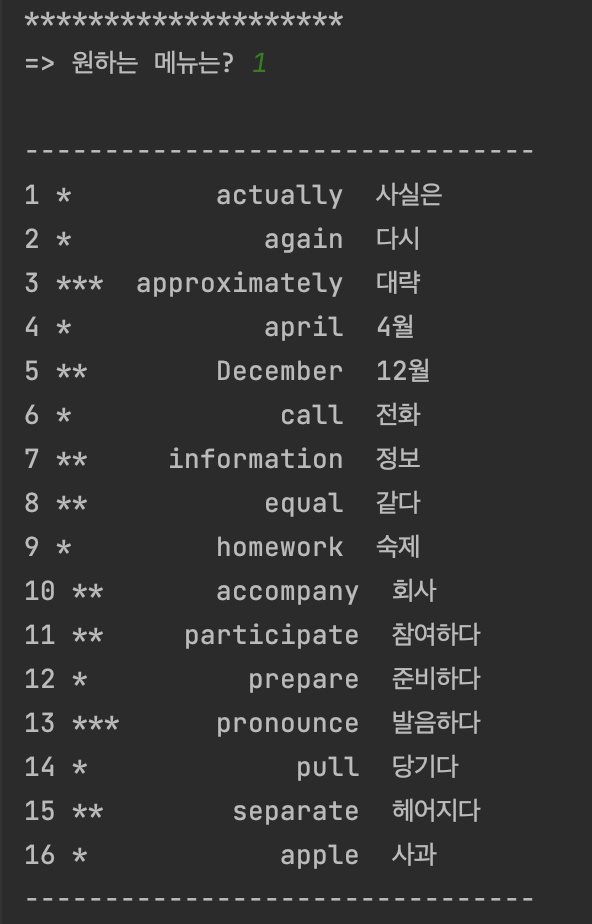 ********************
=> 원하는 메뉴는? 1
--------------------------------
1 * actually 사실은
2 * again 다시
3 *** approximately 대략
4 * april 4월
5 ** December 12월
6 * call 전화
7 ** information 정보
8 ** equal 같다
9 * homework 숙제
10 ** accompany 회사
11 ** participate 참여하다
12 * prepare 준비하다
13 *** pronounce 발음하다
14 * pull 당기다
15 ** separate 헤어지다
16 * apple 사과
--------------------------------